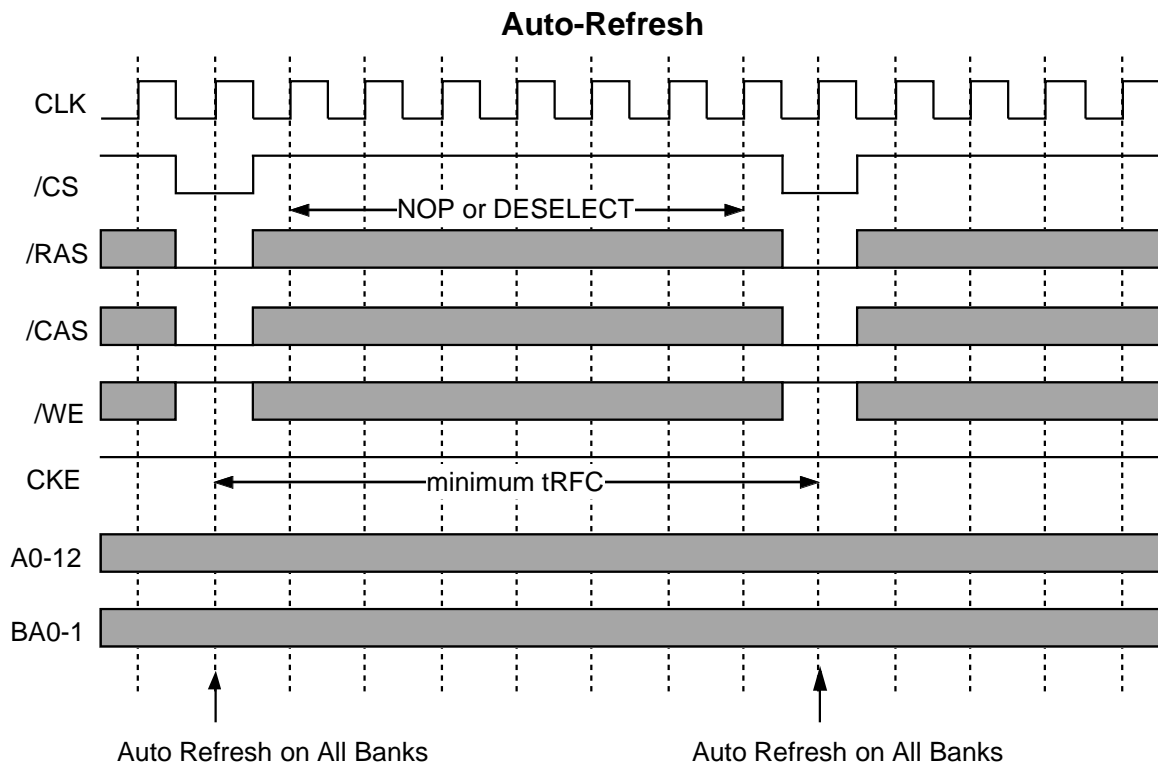 Auto-Refresh
CLK
/CS
NOP or DESELECT
/RAS
/CAS
/WE
CKE
minimum tRFC
A0-12
BA0-1
Auto Refresh on All Banks
Auto Refresh on All Banks